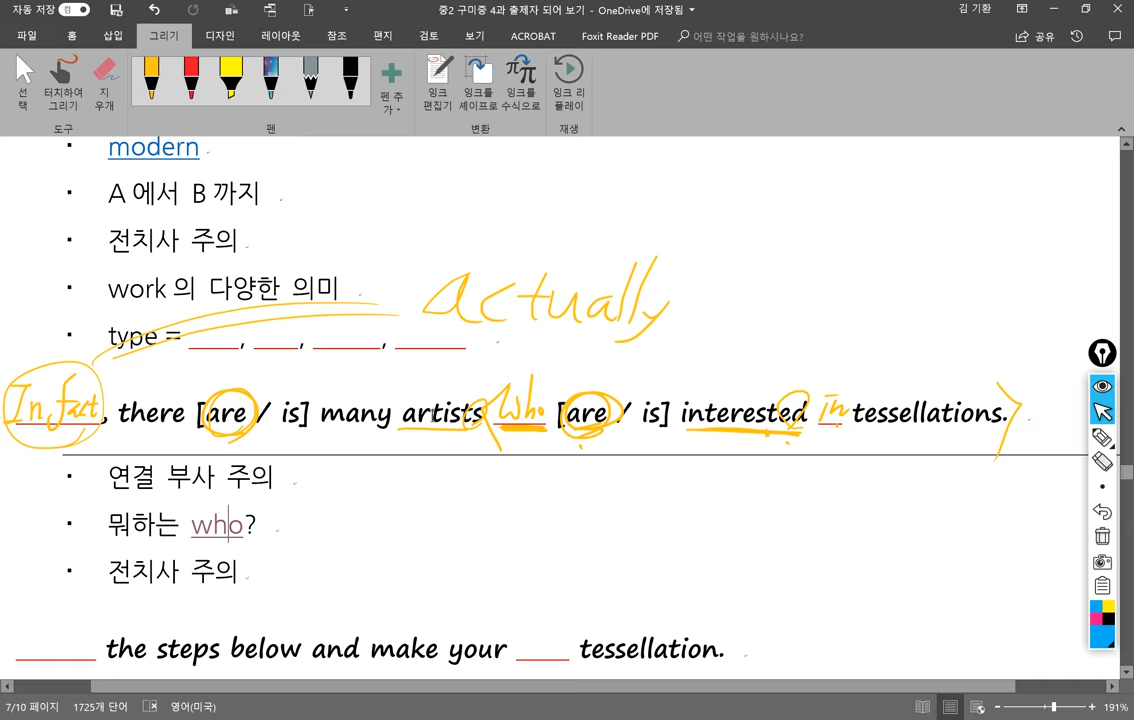 자동 저장 컴 중2 구미중 4과 출제자 되어 보기 - OneDrive에 저장됨 김 기환
파일 홈 삽입 그리기 디자인 레이아웃 참조 편지 검토 보기 ACROBAT Foxit Reader PDF 어떤 작업을 원하시나요? 공유
선택 터치하여 그리기 지우개 펜 추가 잉크 편집기 잉크를 셰이프로 잉크를 수식으로 잉크 리플레이
도구 펜 변환 재생
· modern
· A 에서 B 까지
· 전치사 주의
· work 의 다양한 의미
actually
· type = ____, ____, ____, ____
In fact, there [are / is] many artists who [are / is] interested in tessellations.
· 연결 부사 주의
· 뭐하는 who?
· 전치사 주의
____ the steps below and make your ____ tessellation.
7/10 페이지 1725개 단어 영어(미국) 191%